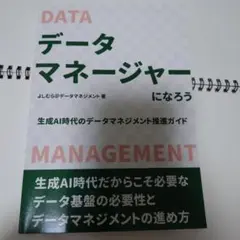 DATA
データ
マネージャー
になろう
よしむら@データマネジメント 著
生成AI時代のデータマネジメント推進ガイド
MANAGEMENT
生成AI時代だからこそ必要な
データ基盤の必要性と
データマネジメントの進め方